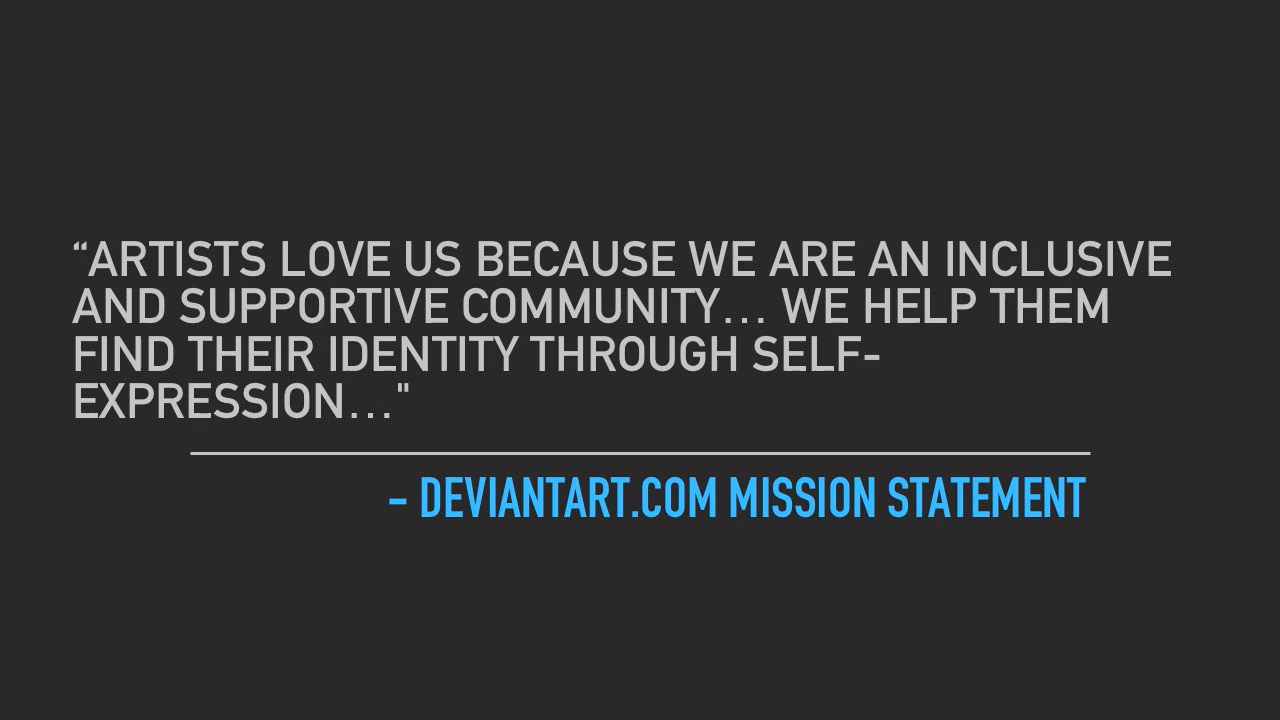 “ARTISTS LOVE US BECAUSE WE ARE AN INCLUSIVE
AND SUPPORTIVE COMMUNITY… WE HELP THEM
FIND THEIR IDENTITY THROUGH SELF-
EXPRESSION…"
- DEVIANTART.COM MISSION STATEMENT